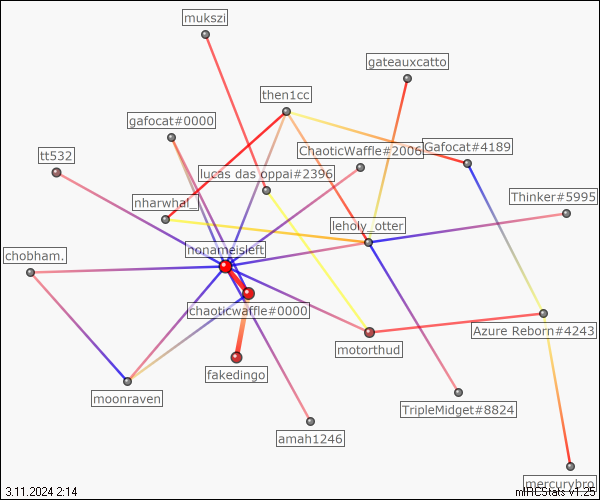 mukszi
gateauxcatto
then1cc
gafocat#0000
Gafocat#4189
ChaoticWaffle#2006
tt532
lucas das oppai#2396
Thinker#5995
nharwhal_l
leholy_otter
nonameisleft
chobham.
chaoticwaffle#0000
Azure Reborn#4243
motorthud
fakedingo
moonraven
TripleMidget#8824
amah1246
mercurybro
3.11.2024 2:14
mIRCStats v1.25